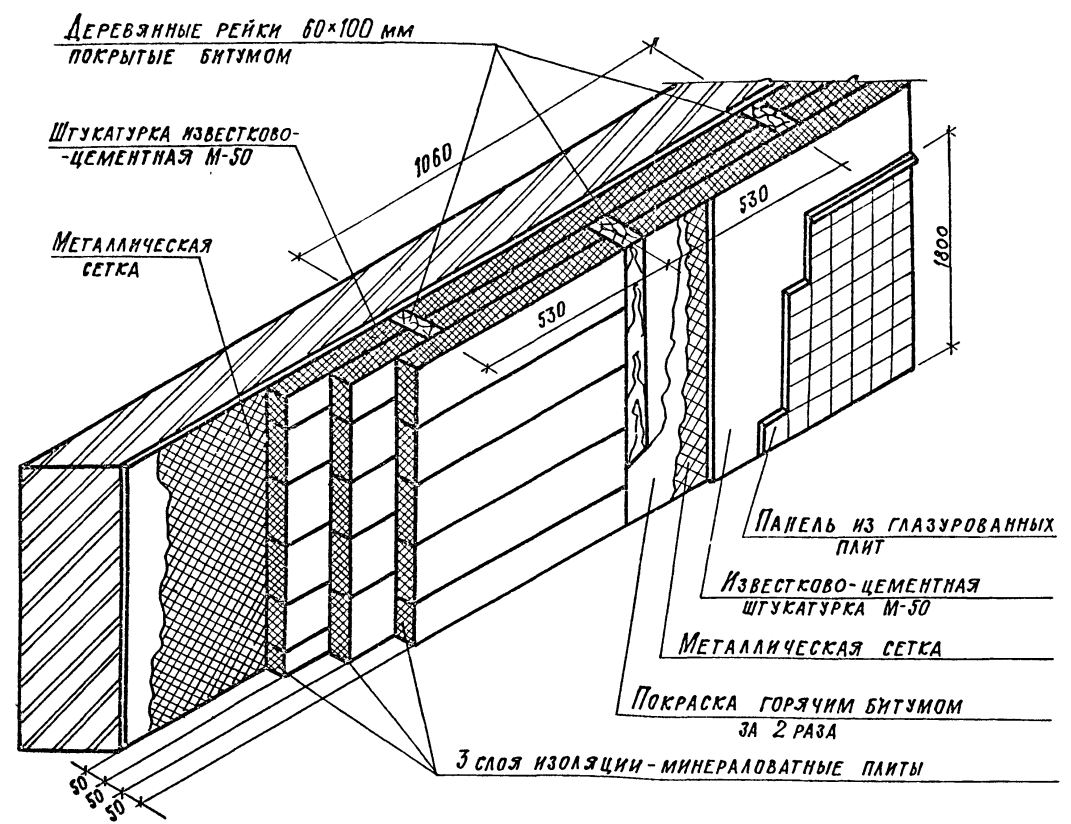 Деревянные рейки 60×100 мм
покрытые битумом
Штукатурка известково-
-цементная М-50
1060
Металлическая
сетка
530
530
1800
Панель из глазурованных
плит
Известково-цементная
штукатурка М-50
Металлическая сетка
Покраска горячим битумом
за 2 раза
3 слоя изоляции - минераловатные плиты
50
50
50